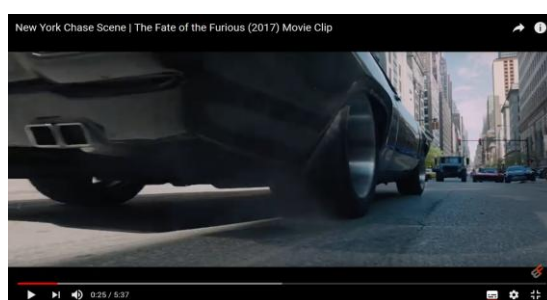 New York Chase Scene | The Fate of the Furious (2017) Movie Clip
0:25 / 5:37